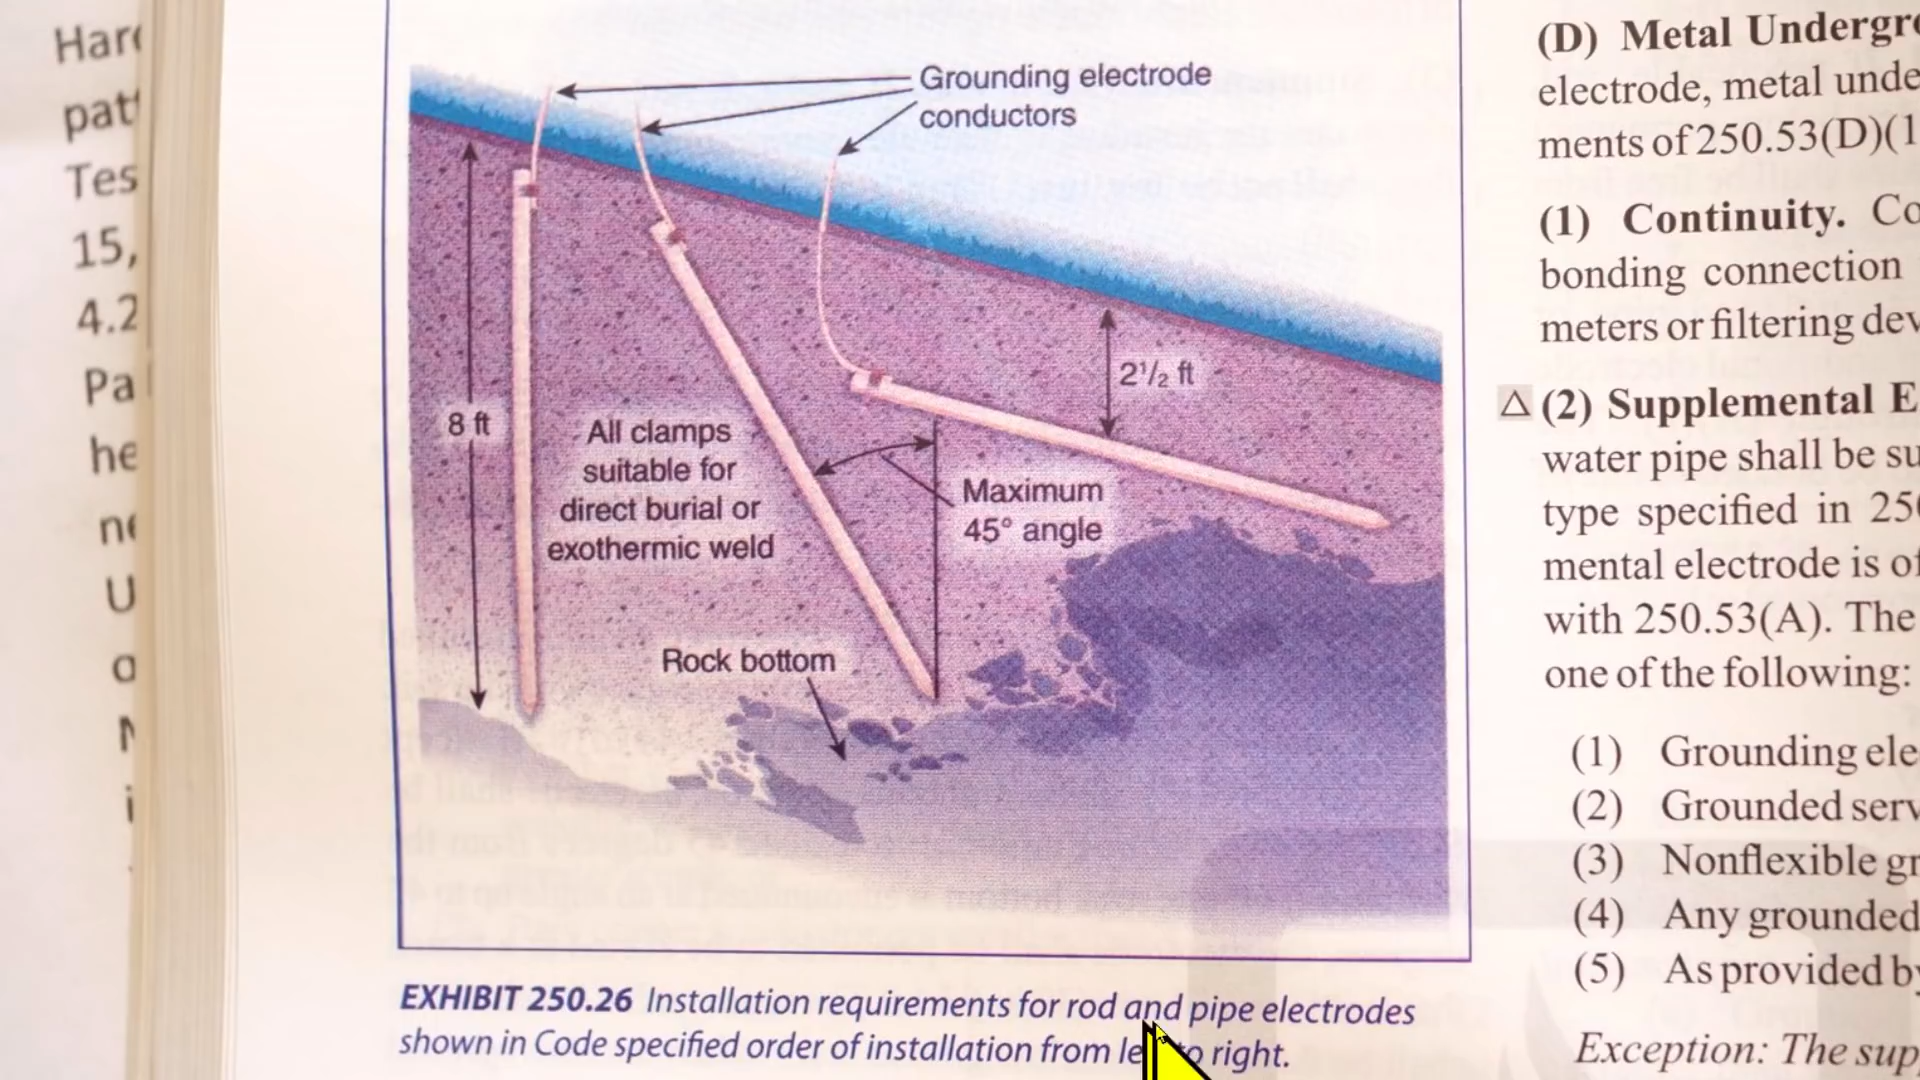 Har
pat
Tes
15,
4.2
Pa
he
ne
U
Grounding electrode
conductors
8 ft
2 1/2 ft
All clamps
suitable for
direct burial or
exothermic weld
Maximum
45° angle
Rock bottom
EXHIBIT 250.26 Installation requirements for rod and pipe electrodes
shown in Code specified order of installation from le to right.
(D) Metal Undergr
electrode, metal unde
ments of 250.53(D)(1
(1) Continuity. Co
bonding connection
meters or filtering dev
△ (2) Supplemental E
water pipe shall be su
type specified in 25
mental electrode is of
with 250.53(A). The
one of the following:
(1) Grounding ele
(2) Grounded serv
(3) Nonflexible gr
(4) Any grounded
(5) As provided by
Exception: The sup